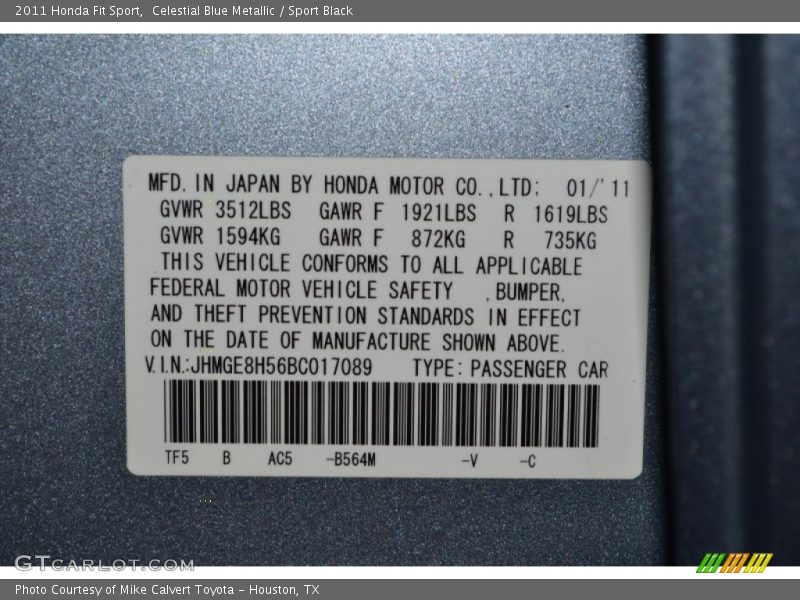 2011 Honda Fit Sport,  Celestial Blue Metallic / Sport Black
MFD. IN JAPAN BY HONDA MOTOR CO.,LTD: 01/'11
GVWR 3512LBS GAWR F 1921LBS R 1619LBS
GVWR 1594KG GAWR F 872KG R 735KG
THIS VEHICLE CONFORMS TO ALL APPLICABLE
FEDERAL MOTOR VEHICLE SAFETY ,BUMPER,
AND THEFT PREVENTION STANDARDS IN EFFECT
ON THE DATE OF MANUFACTURE SHOWN ABOVE.
V.I.N.:JHMGE8H56BC017089 TYPE: PASSENGER CAR
TF5 B AC5 -B564M -V -C
GTcarlot.com
Photo Courtesy of Mike Calvert Toyota - Houston, TX